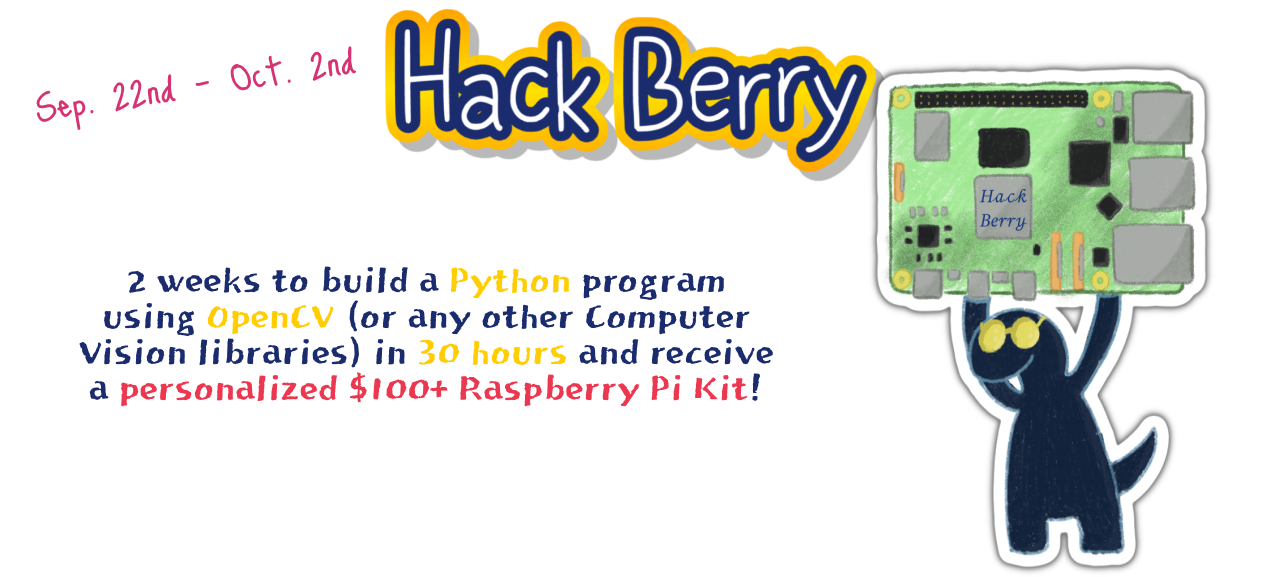 Sep. 22nd - Oct. 2nd
Hack Berry
Hack
Berry
2 weeks to build a Python program
using OpenCV (or any other Computer
Vision libraries) in 30 hours and receive
a personalized $100+ Raspberry Pi Kit!